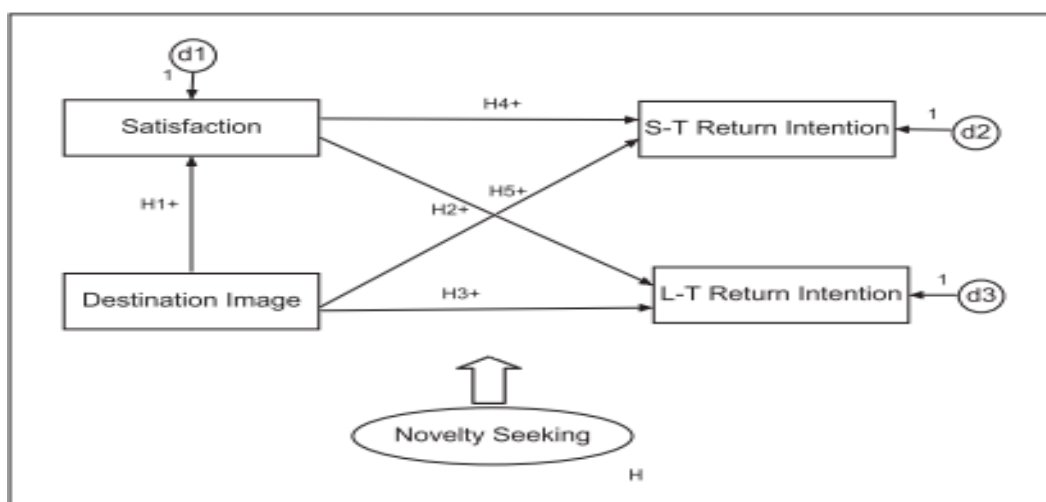 d1
1
Satisfaction
H4+
S-T Return Intention
1
d2
H1+
H5+
H2+
Destination Image
H3+
L-T Return Intention
1
d3
Novelty Seeking
H